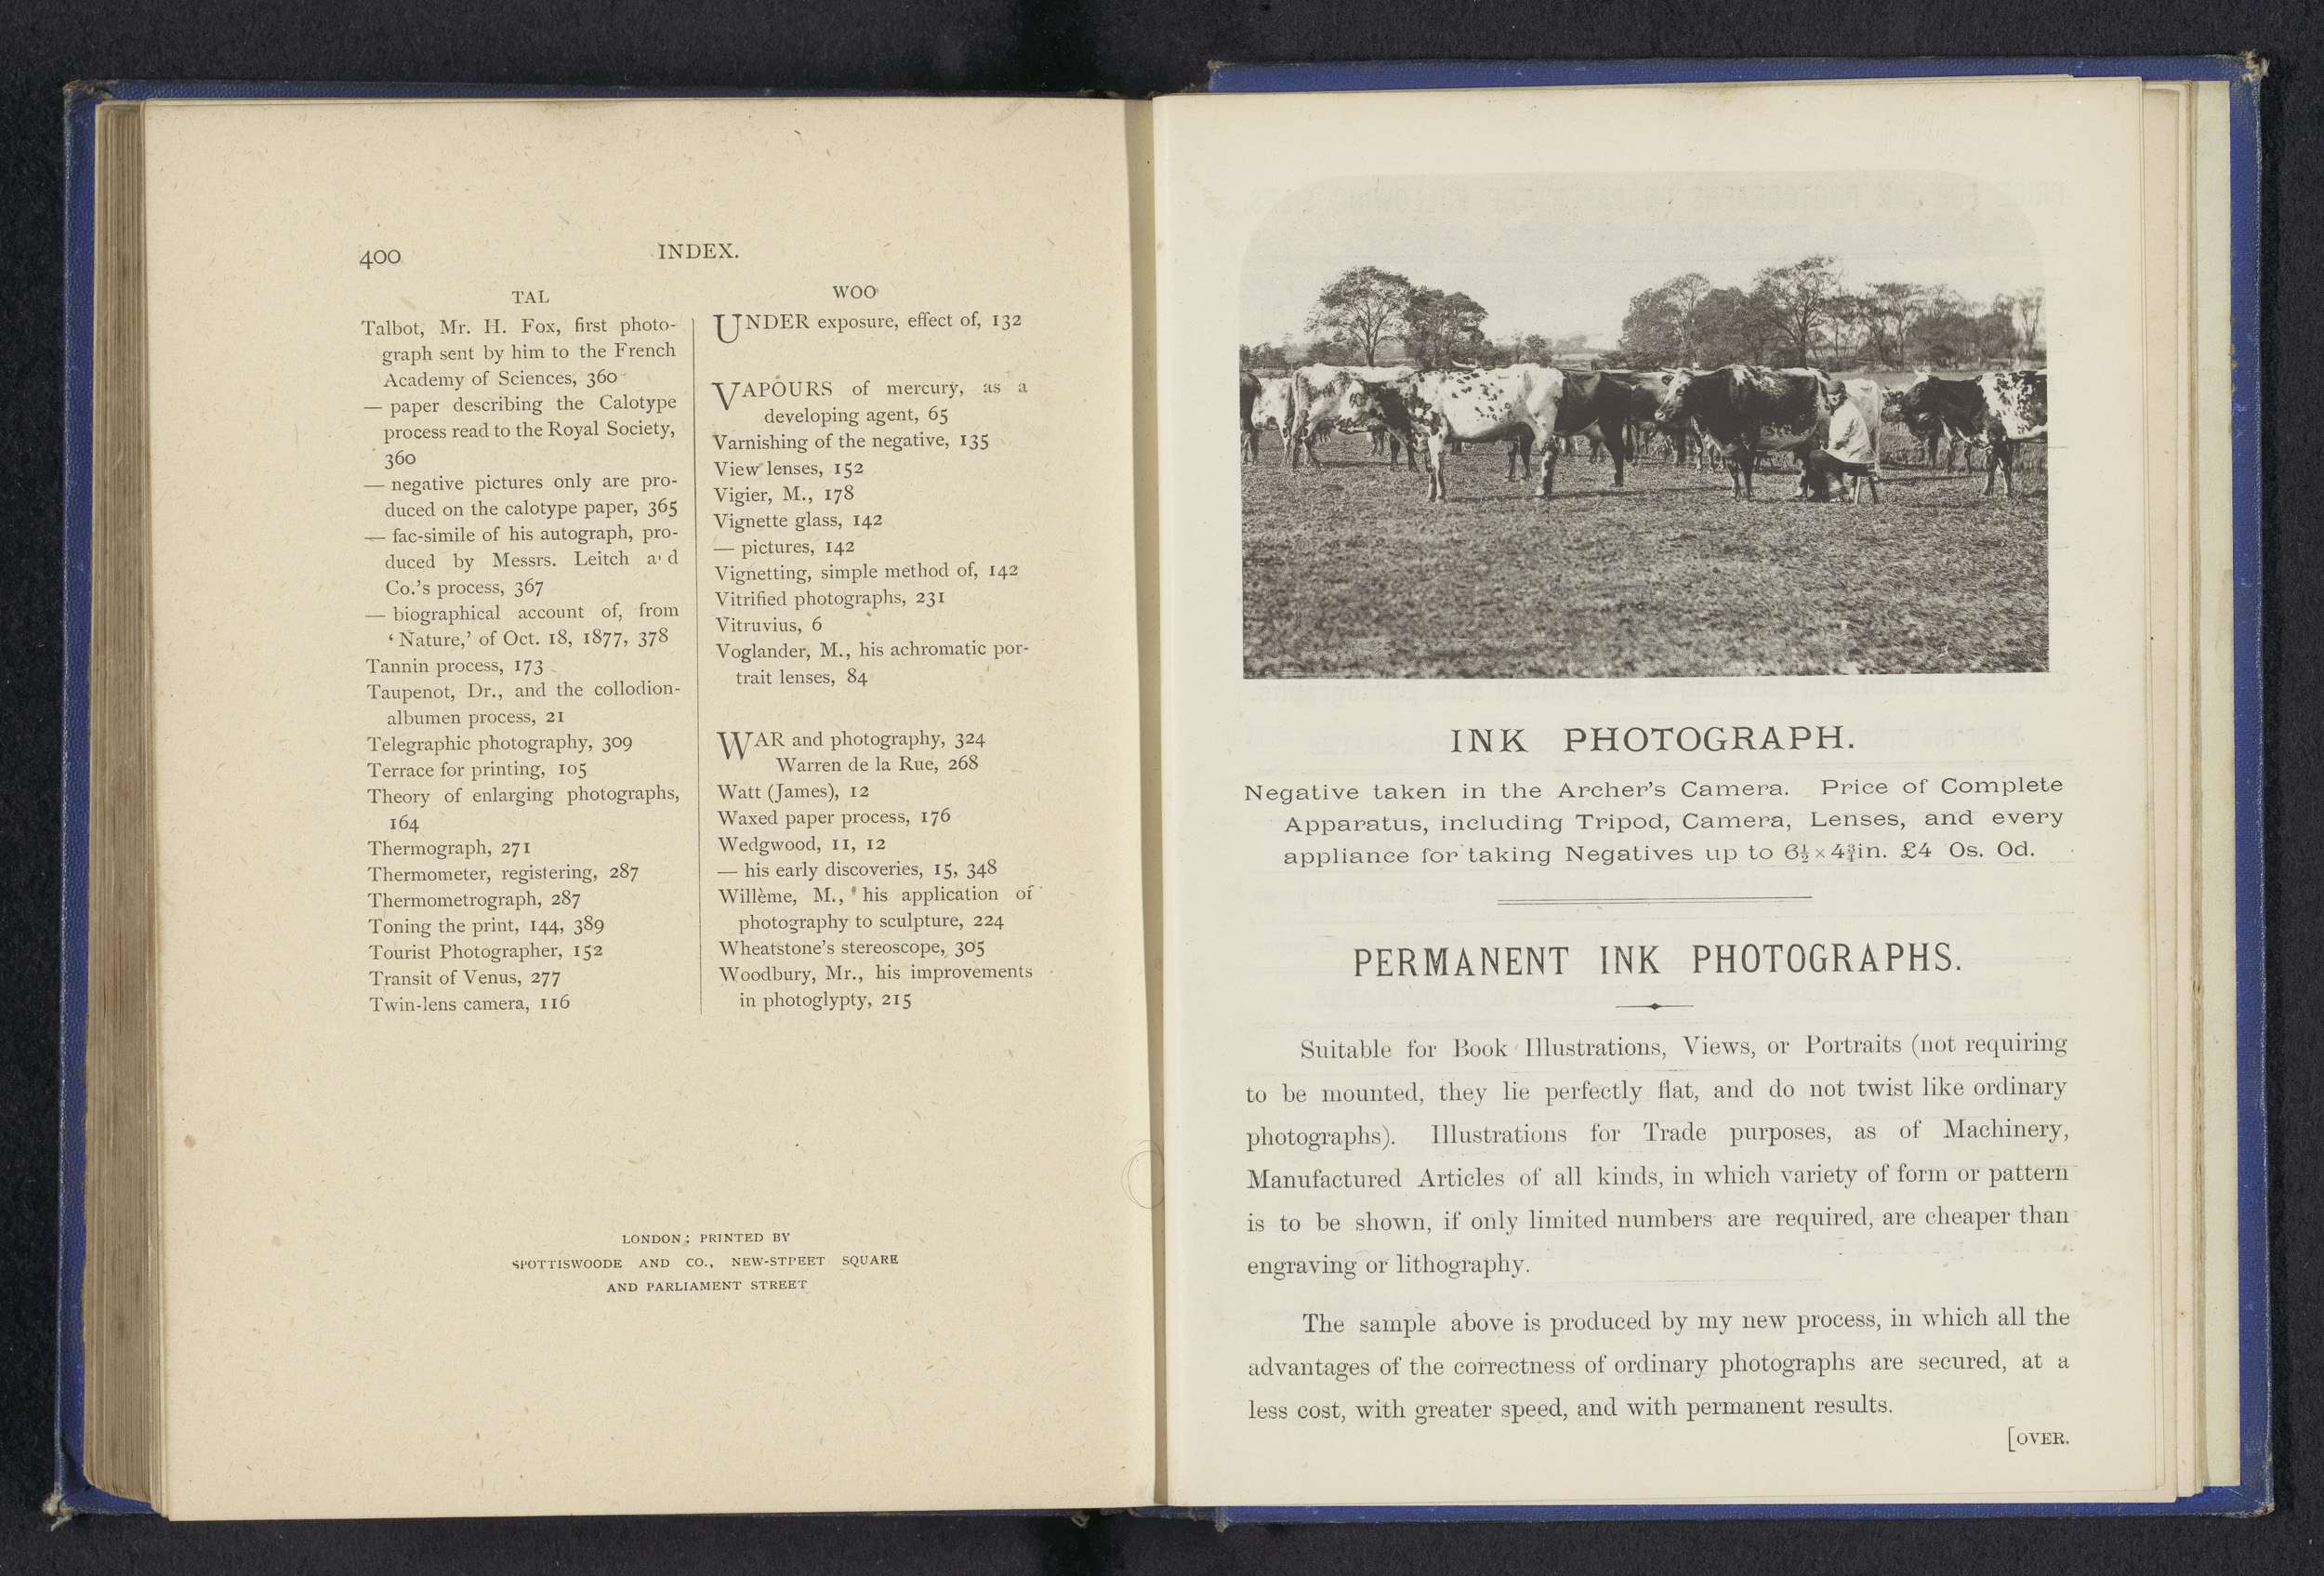 400
INDEX.
TAL
Talbot, Mr. H. Fox, first photo-
graph sent by him to the French
Academy of Sciences, 360
— paper describing the Calotype
process read to the Royal Society,
360
— negative pictures only are pro-
duced on the calotype paper, 365
— fac-simile of his autograph, pro-
duced by Messrs. Leitch a d
Co.'s process, 367
— biographical account of, from
‘Nature,’ of Oct. 18, 1877, 378
Tannin process, 173
Taupenot, Dr., and the collodion-
albumen process, 21
Telegraphic photography, 309
Terrace for printing, 105
Theory of enlarging photographs,
164
Thermograph, 271
Thermometer, registering, 287
Thermometrograph, 287
Toning the print, 144, 389
Tourist Photographer, 152
Transit of Venus, 277
Twin-lens camera, 116
WOO
UNDER exposure, effect of, 132
VAPOURS of mercury, as a
developing agent, 65
Varnishing of the negative, 135
View lenses, 152
Vigier, M., 178
Vignette glass, 142
— pictures, 142
Vignetting, simple method of, 142
Vitrified photographs, 231
Vitruvius, 6
Voglander, M., his achromatic por-
trait lenses, 84
WAR and photography, 324
Warren de la Rue, 268
Watt (James), 12
Waxed paper process, 176
Wedgwood, 11, 12
— his early discoveries, 15, 348
Willème, M., his application of
photography to sculpture, 224
Wheatstone's stereoscope, 305
Woodbury, Mr., his improvements
in photoglypty, 215
LONDON: PRINTED BY
SPOTTISWOODE AND CO., NEW-STREET SQUARE
AND PARLIAMENT STREET
INK PHOTOGRAPH.
Negative taken in the Archer's Camera. Price of Complete
Apparatus, including Tripod, Camera, Lenses, and every
appliance for taking Negatives up to 6½ × 4¾in. £4 0s. 0d.
PERMANENT INK PHOTOGRAPHS.
Suitable for Book Illustrations, Views, or Portraits (not requiring
to be mounted, they lie perfectly flat, and do not twist like ordinary
photographs). Illustrations for Trade purposes, as of Machinery,
Manufactured Articles of all kinds, in which variety of form or pattern
is to be shown, if only limited numbers are required, are cheaper than
engraving or lithography.
The sample above is produced by my new process, in which all the
advantages of the correctness of ordinary photographs are secured, at a
less cost, with greater speed, and with permanent results.
[OVER.